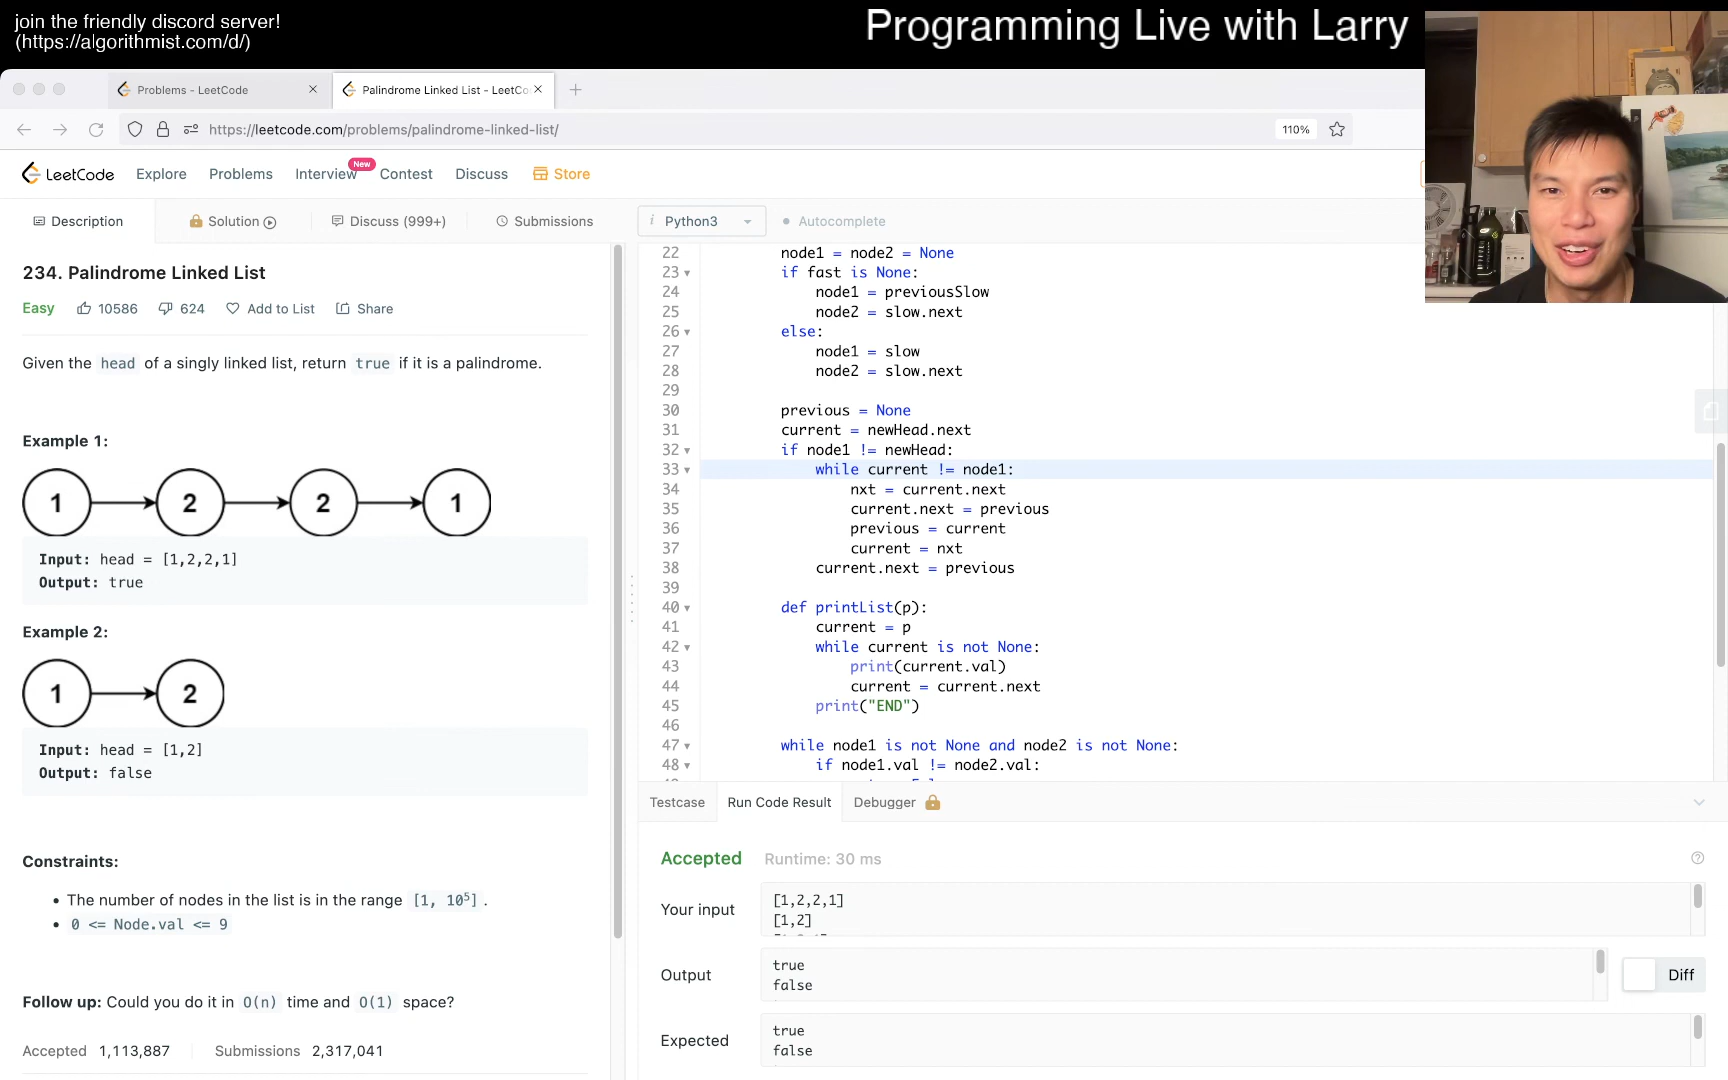 join the friendly discord server!
(https://algorithmist.com/d/)
Programming Live with Larry
Problems - LeetCode
Palindrome Linked List - LeetCo
https://leetcode.com/problems/palindrome-linked-list/
110%
LeetCode
Explore
Problems
Interview
New
Contest
Discuss
Store
Description
Solution
Discuss (999+)
Submissions
i Python3
Autocomplete
234. Palindrome Linked List
Easy
10586
624
Add to List
Share
Given the head of a singly linked list, return true if it is a palindrome.
Example 1:
1 2 2 1
Input: head = [1,2,2,1]
Output: true
Example 2:
1 2
Input: head = [1,2]
Output: false
Constraints:
• The number of nodes in the list is in the range [1, 10⁵] .
• 0 <= Node.val <= 9
Follow up: Could you do it in O(n) time and O(1) space?
Accepted 1,113,887
Submissions 2,317,041
22 node1 = node2 = None
23 if fast is None:
24 node1 = previousSlow
25 node2 = slow.next
26 else:
27 node1 = slow
28 node2 = slow.next
29
30 previous = None
31 current = newHead.next
32 if node1 != newHead:
33 while current != node1:
34 nxt = current.next
35 current.next = previous
36 previous = current
37 current = nxt
38 current.next = previous
39
40 def printList(p):
41 current = p
42 while current is not None:
43 print(current.val)
44 current = current.next
45 print("END")
46
47 while node1 is not None and node2 is not None:
48 if node1.val != node2.val:
Testcase
Run Code Result
Debugger
Accepted
Runtime: 30 ms
Your input
[1,2,2,1]
[1,2]
Output
true
false
Diff
Expected
true
false